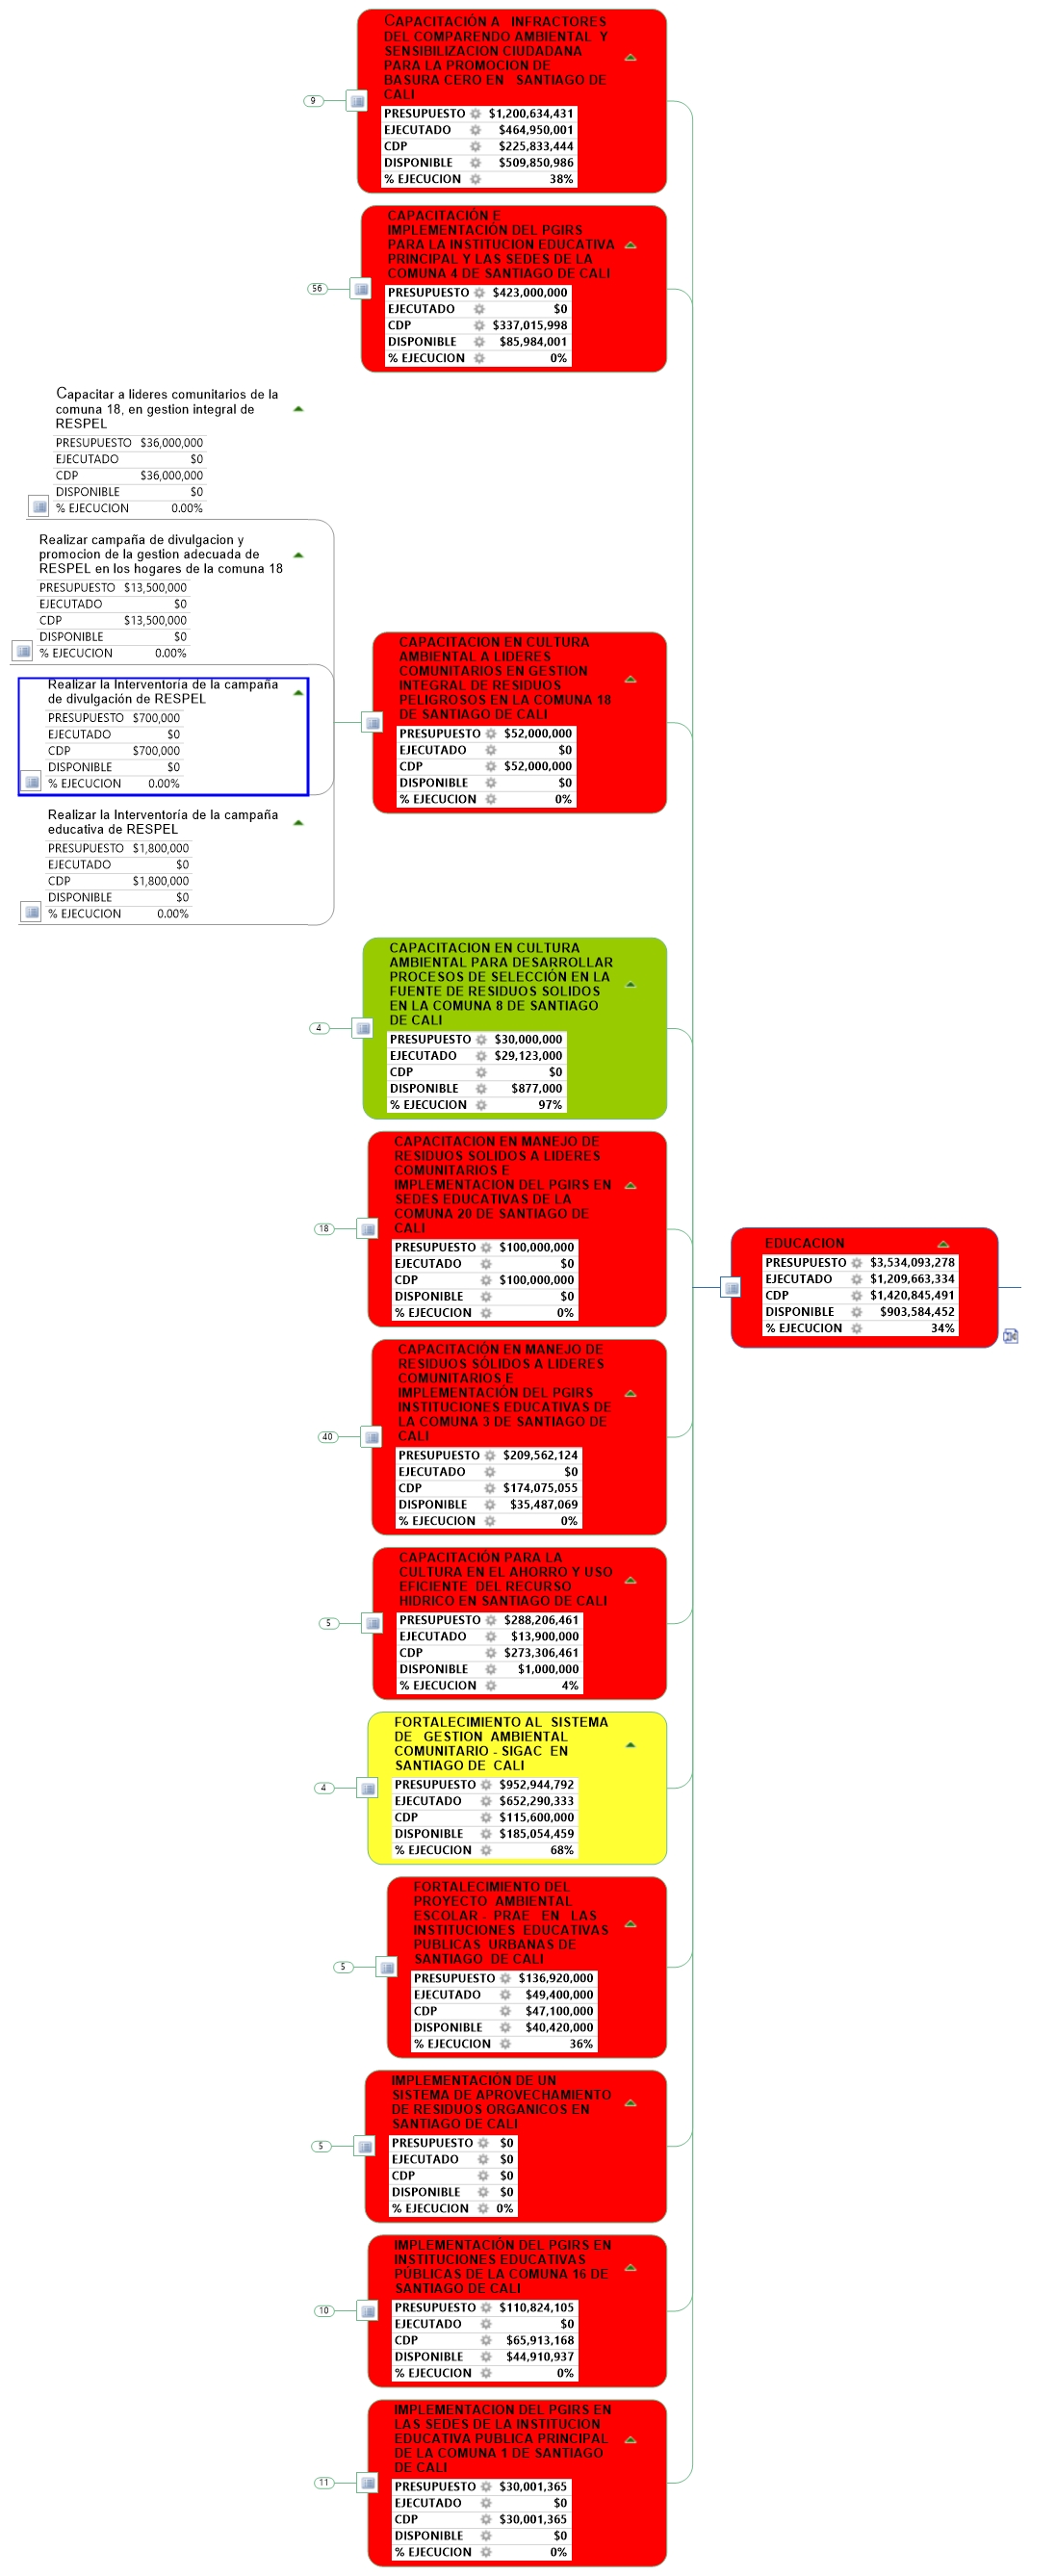 CAPACITACIÓN A INFRACTORES
DEL COMPARENDO AMBIENTAL Y
SENSIBILIZACION CIUDADANA
PARA LA PROMOCION DE
BASURA CERO EN SANTIAGO DE
CALI
PRESUPUESTO $1,200,634,431
EJECUTADO $464,950,001
CDP $225,833,444
DISPONIBLE $509,850,986
% EJECUCION 38%
9
CAPACITACIÓN E
IMPLEMENTACIÓN DEL PGIRS
PARA LA INSTITUCION EDUCATIVA
PRINCIPAL Y LAS SEDES DE LA
COMUNA 4 DE SANTIAGO DE CALI
PRESUPUESTO $423,000,000
EJECUTADO $0
CDP $337,015,998
DISPONIBLE $85,984,001
% EJECUCION 0%
56
Capacitar a lideres comunitarios de la
comuna 18, en gestion integral de
RESPEL
PRESUPUESTO $36,000,000
EJECUTADO $0
CDP $36,000,000
DISPONIBLE $0
% EJECUCION 0.00%
Realizar campaña de divulgacion y
promocion de la gestion adecuada de
RESPEL en los hogares de la comuna 18
PRESUPUESTO $13,500,000
EJECUTADO $0
CDP $13,500,000
DISPONIBLE $0
% EJECUCION 0.00%
Realizar la Interventoría de la campaña
de divulgación de RESPEL
PRESUPUESTO $700,000
EJECUTADO $0
CDP $700,000
DISPONIBLE $0
% EJECUCION 0.00%
Realizar la Interventoría de la campaña
educativa de RESPEL
PRESUPUESTO $1,800,000
EJECUTADO $0
CDP $1,800,000
DISPONIBLE $0
% EJECUCION 0.00%
CAPACITACION EN CULTURA
AMBIENTAL A LIDERES
COMUNITARIOS EN GESTION
INTEGRAL DE RESIDUOS
PELIGROSOS EN LA COMUNA 18
DE SANTIAGO DE CALI
PRESUPUESTO $52,000,000
EJECUTADO $0
CDP $52,000,000
DISPONIBLE $0
% EJECUCION 0%
CAPACITACION EN CULTURA
AMBIENTAL PARA DESARROLLAR
PROCESOS DE SELECCIÓN EN LA
FUENTE DE RESIDUOS SOLIDOS
EN LA COMUNA 8 DE SANTIAGO
DE CALI
PRESUPUESTO $30,000,000
EJECUTADO $29,123,000
CDP $0
DISPONIBLE $877,000
% EJECUCION 97%
4
CAPACITACION EN MANEJO DE
RESIDUOS SOLIDOS A LIDERES
COMUNITARIOS E
IMPLEMENTACION DEL PGIRS EN
SEDES EDUCATIVAS DE LA
COMUNA 20 DE SANTIAGO DE
CALI
PRESUPUESTO $100,000,000
EJECUTADO $0
CDP $100,000,000
DISPONIBLE $0
% EJECUCION 0%
18
EDUCACION
PRESUPUESTO $3,534,093,278
EJECUTADO $1,209,663,334
CDP $1,420,845,491
DISPONIBLE $903,584,452
% EJECUCION 34%
CAPACITACIÓN EN MANEJO DE
RESIDUOS SÓLIDOS A LIDERES
COMUNITARIOS E
IMPLEMENTACIÓN DEL PGIRS
INSTITUCIONES EDUCATIVAS DE
LA COMUNA 3 DE SANTIAGO DE
CALI
PRESUPUESTO $209,562,124
EJECUTADO $0
CDP $174,075,055
DISPONIBLE $35,487,069
% EJECUCION 0%
40
CAPACITACIÓN PARA LA
CULTURA EN EL AHORRO Y USO
EFICIENTE DEL RECURSO
HIDRICO EN SANTIAGO DE CALI
PRESUPUESTO $288,206,461
EJECUTADO $13,900,000
CDP $273,306,461
DISPONIBLE $1,000,000
% EJECUCION 4%
5
FORTALECIMIENTO AL SISTEMA
DE GESTION AMBIENTAL
COMUNITARIO - SIGAC EN
SANTIAGO DE CALI
PRESUPUESTO $952,944,792
EJECUTADO $652,290,333
CDP $115,600,000
DISPONIBLE $185,054,459
% EJECUCION 68%
4
FORTALECIMIENTO DEL
PROYECTO AMBIENTAL
ESCOLAR - PRAE EN LAS
INSTITUCIONES EDUCATIVAS
PUBLICAS URBANAS DE
SANTIAGO DE CALI
PRESUPUESTO $136,920,000
EJECUTADO $49,400,000
CDP $47,100,000
DISPONIBLE $40,420,000
% EJECUCION 36%
5
IMPLEMENTACIÓN DE UN
SISTEMA DE APROVECHAMIENTO
DE RESIDUOS ORGANICOS EN
SANTIAGO DE CALI
PRESUPUESTO $0
EJECUTADO $0
CDP $0
DISPONIBLE $0
% EJECUCION 0%
5
IMPLEMENTACIÓN DEL PGIRS EN
INSTITUCIONES EDUCATIVAS
PÚBLICAS DE LA COMUNA 16 DE
SANTIAGO DE CALI
PRESUPUESTO $110,824,105
EJECUTADO $0
CDP $65,913,168
DISPONIBLE $44,910,937
% EJECUCION 0%
10
IMPLEMENTACION DEL PGIRS EN
LAS SEDES DE LA INSTITUCION
EDUCATIVA PUBLICA PRINCIPAL
DE LA COMUNA 1 DE SANTIAGO
DE CALI
PRESUPUESTO $30,001,365
EJECUTADO $0
CDP $30,001,365
DISPONIBLE $0
% EJECUCION 0%
11